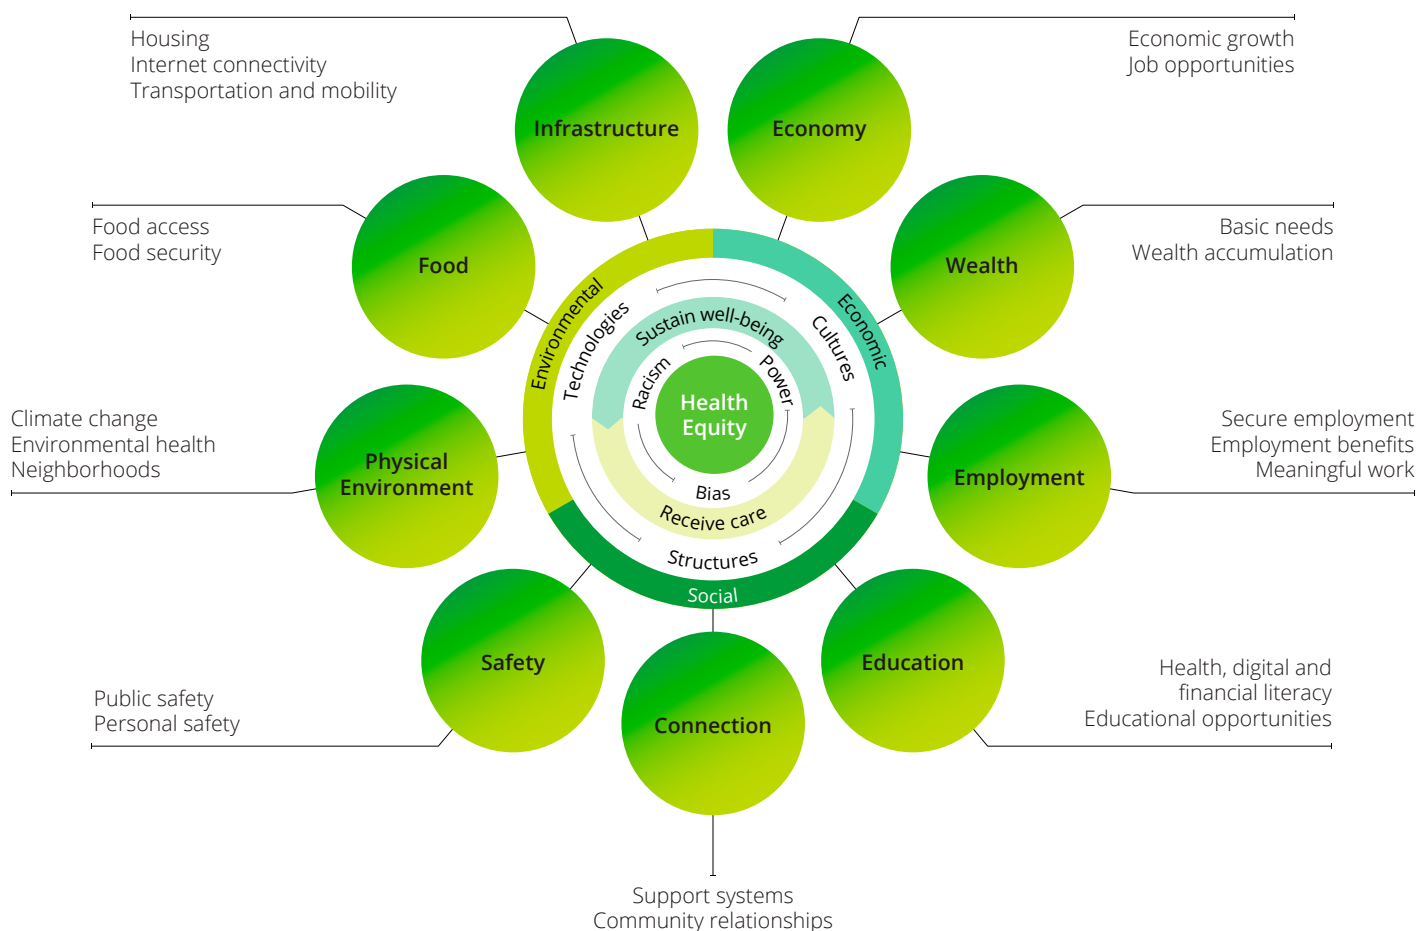 Housing
Internet connectivity
Transportation and mobility
Economic growth
Job opportunities
Infrastructure
Economy
Food access
Food security
Basic needs
Wealth accumulation
Food
Wealth
Environmental
Economic
Technologies
Cultures
Sustain well-being
Racism
Power
Health
Equity
Bias
Receive care
Structures
Social
Climate change
Environmental health
Neighborhoods
Physical
Environment
Secure employment
Employment benefits
Meaningful work
Employment
Safety
Public safety
Personal safety
Connection
Education
Health, digital and
financial literacy
Educational opportunities
Support systems
Community relationships